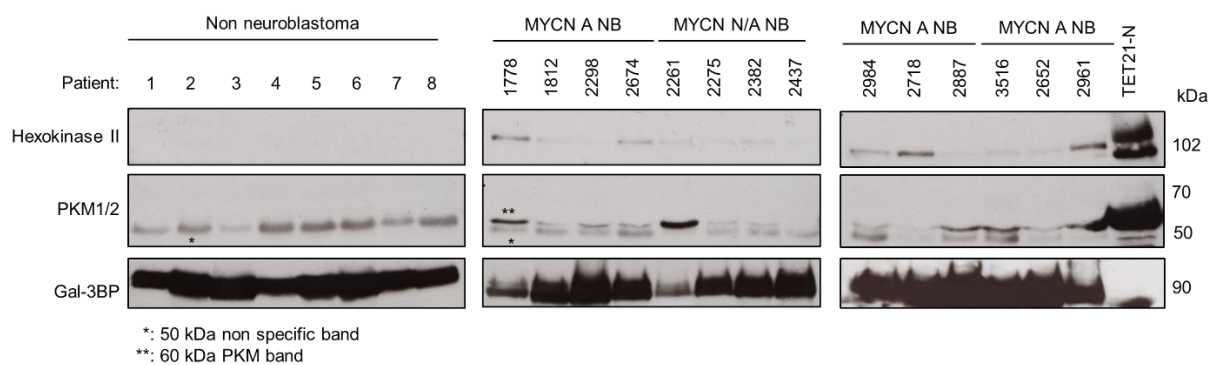 Non neuroblastoma
MYCN A NB
MYCN N/A NB
MYCN A NB
MYCN A NB
Patient: 1 2 3 4 5 6 7 8
1778 1812 2298 2674 2261 2275 2382 2437
2984 2718 2887 3516 2652 2961 TET21-N
kDa
Hexokinase II
102
PKM1/2
*
**
*
70
50
Gal-3BP
90
*: 50 kDa non specific band
**: 60 kDa PKM band